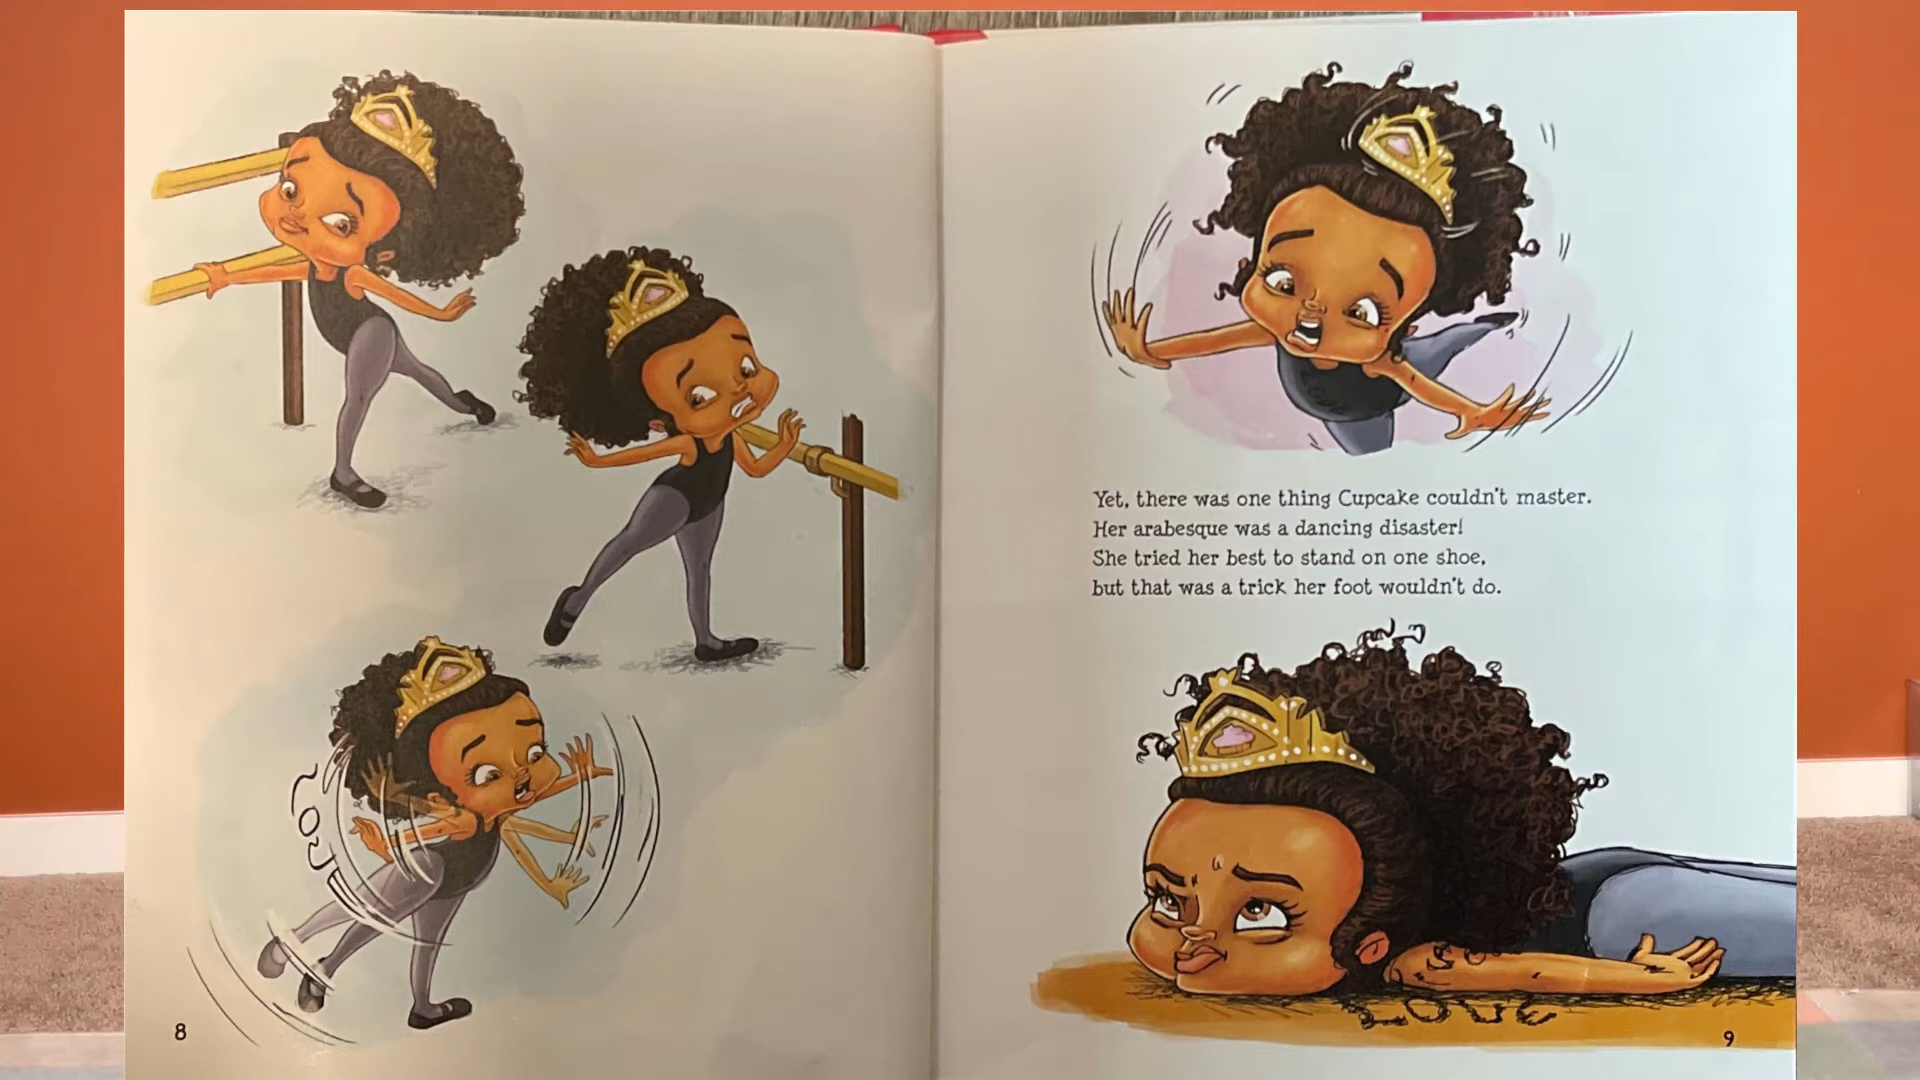 8
Yet, there was one thing Cupcake couldn't master.
Her arabesque was a dancing disaster!
She tried her best to stand on one shoe,
but that was a trick her foot wouldn't do.
LOVE
9